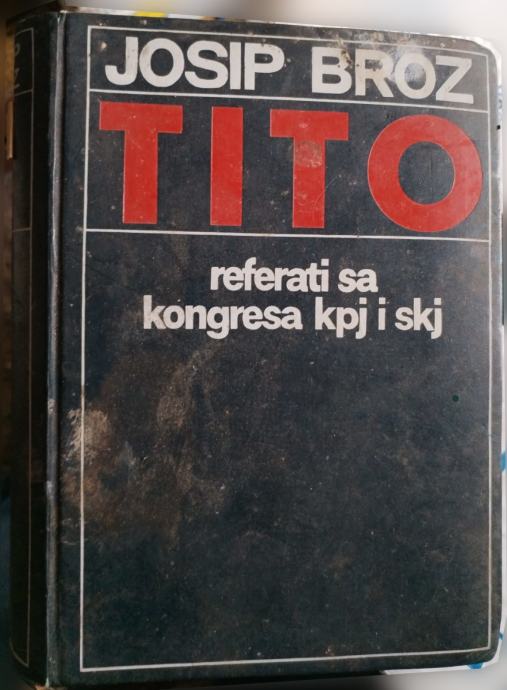 JOSIP BROZ
TITO
referati sa
kongresa kpj i skj